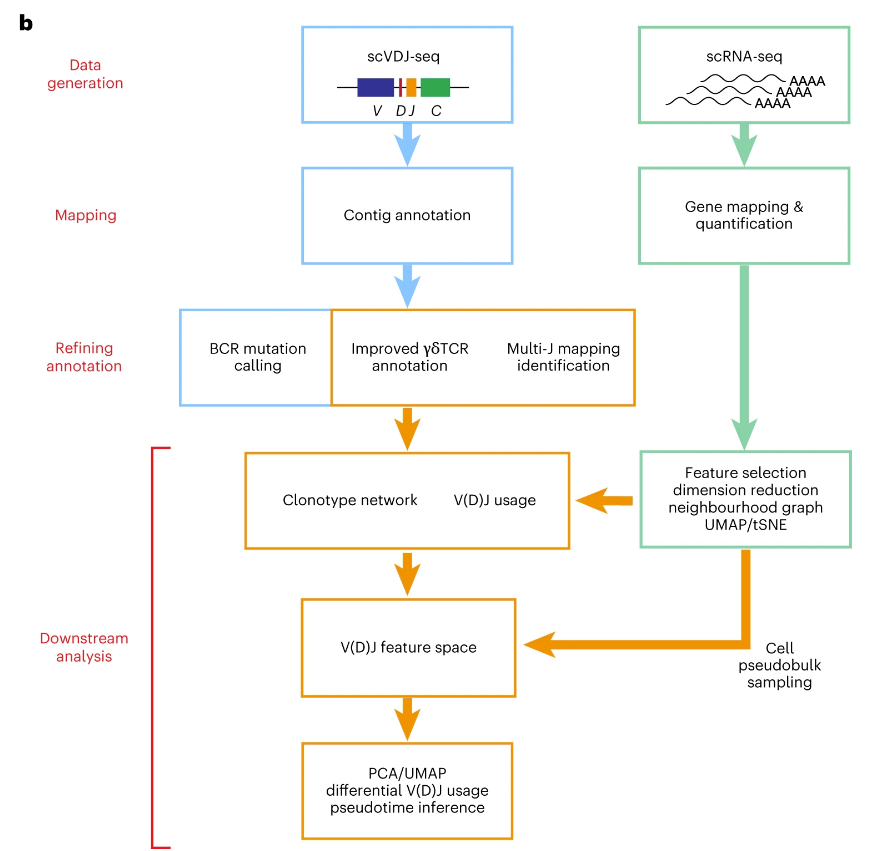 b
Data
generation
scVDJ-seq
V D J C
scRNA-seq
AAAA
AAAA
AAAA
Mapping
Contig annotation
Gene mapping &
quantification
Refining
annotation
BCR mutation
calling
Improved γδTCR
annotation
Multi-J mapping
identification
Downstream
analysis
Clonotype network
V(D)J usage
Feature selection
dimension reduction
neighbourhood graph
UMAP/tSNE
V(D)J feature space
Cell
pseudobulk
sampling
PCA/UMAP
differential V(D)J usage
pseudotime inference